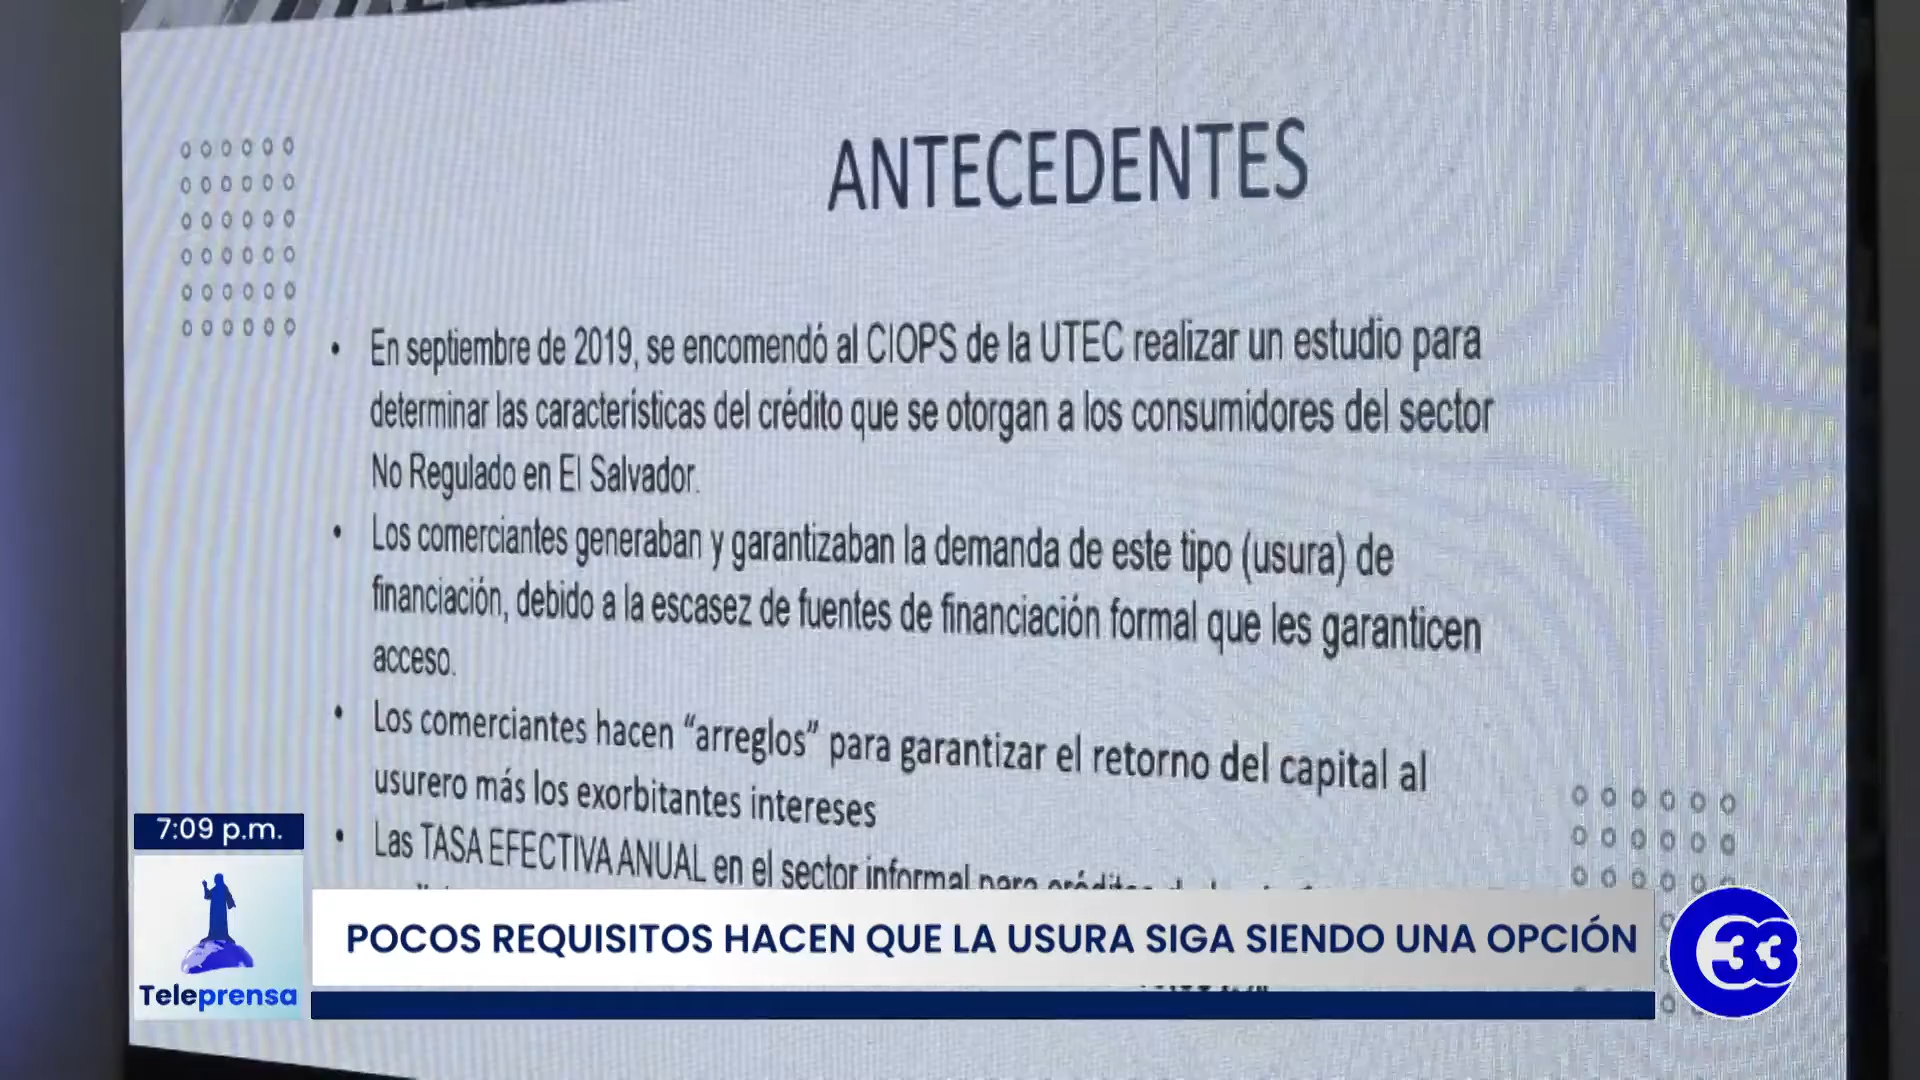 ANTECEDENTES
• En septiembre de 2019, se encomendó al CIOPS de la UTEC realizar un estudio para
determinar las características del crédito que se otorgan a los consumidores del sector
No Regulado en El Salvador.
• Los comerciantes generaban y garantizaban la demanda de este tipo (usura) de
financiación, debido a la escasez de fuentes de financiación formal que les garanticen
acceso.
• Los comerciantes hacen “arreglos” para garantizar el retorno del capital al
usurero más los exorbitantes intereses
• Las TASA EFECTIVA ANUAL en el sector informal para créditos
7:09 p.m.
Teleprensa
POCOS REQUISITOS HACEN QUE LA USURA SIGA SIENDO UNA OPCIÓN
33